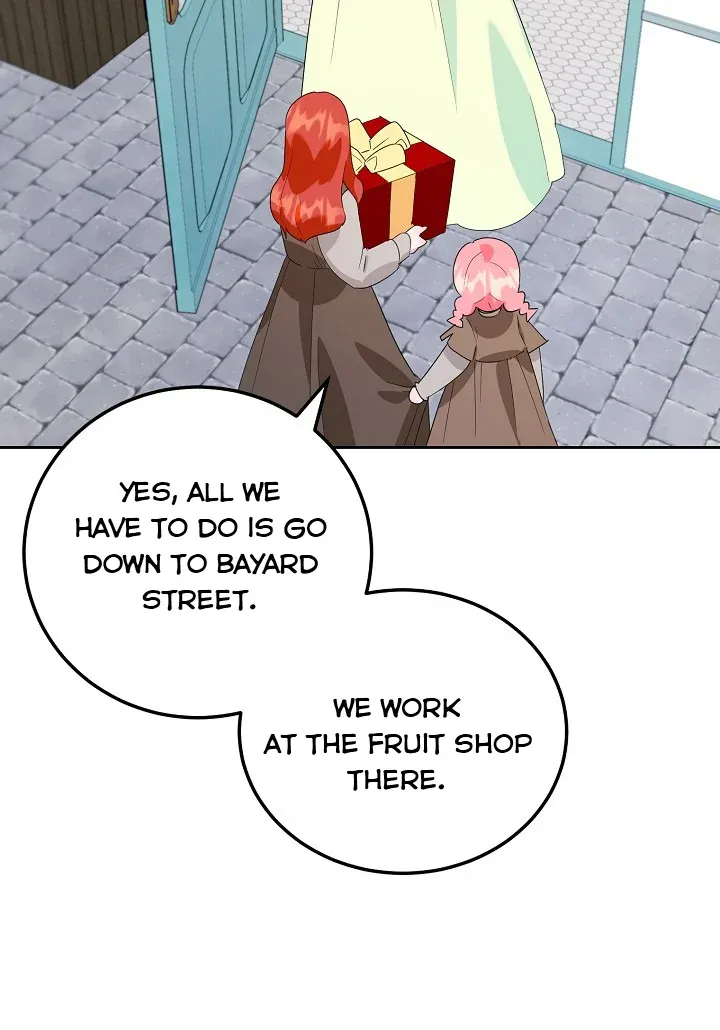 YES, ALL WE
HAVE TO DO IS GO
DOWN TO BAYARD
STREET.
WE WORK
AT THE FRUIT SHOP
THERE.